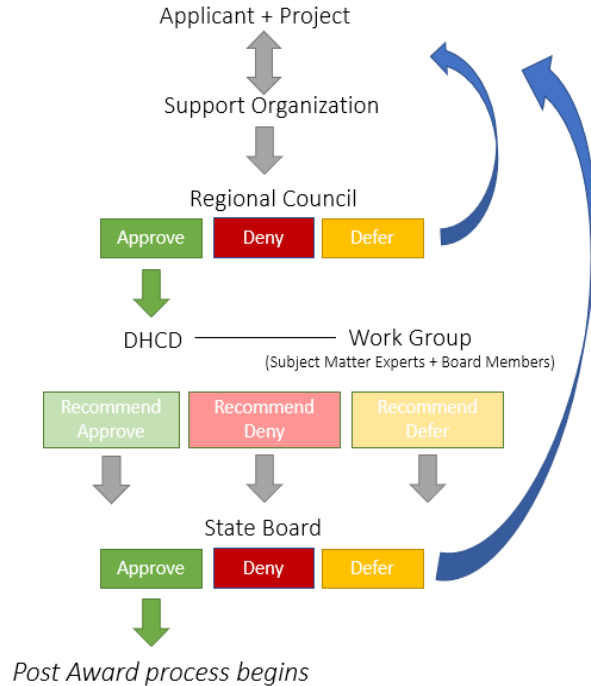 Applicant + Project
Support Organization
Regional Council
Approve Deny Defer
DHCD Work Group
(Subject Matter Experts + Board Members)
Recommend Recommend Recommend
Approve Deny Defer
State Board
Approve Deny Defer
Post Award process begins